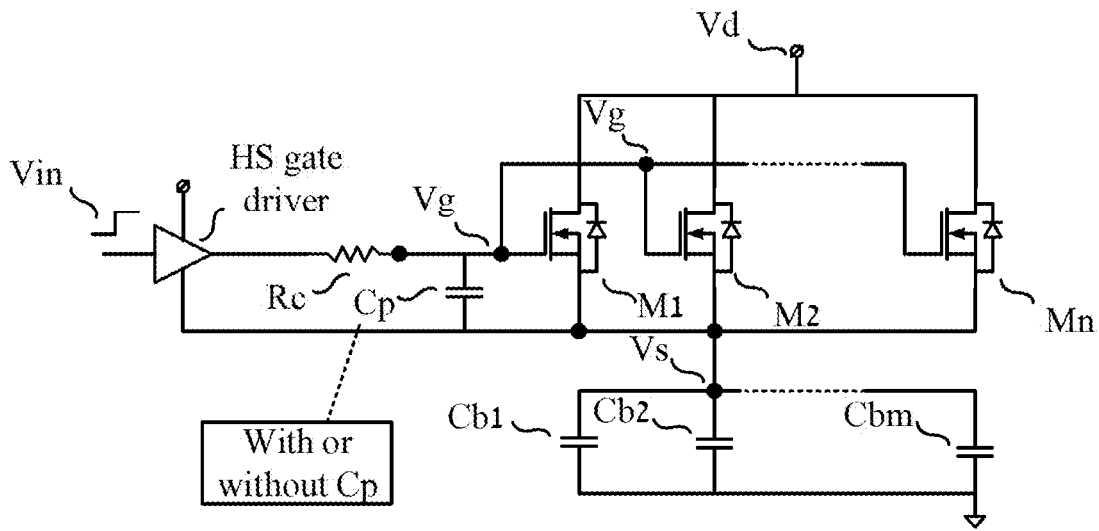 Vd
Vg
HS gate
driver
Vin
Vg
Rc
Cp
M1
M2
Mn
Vs
Cb1
Cb2
Cbm
With or
without Cp